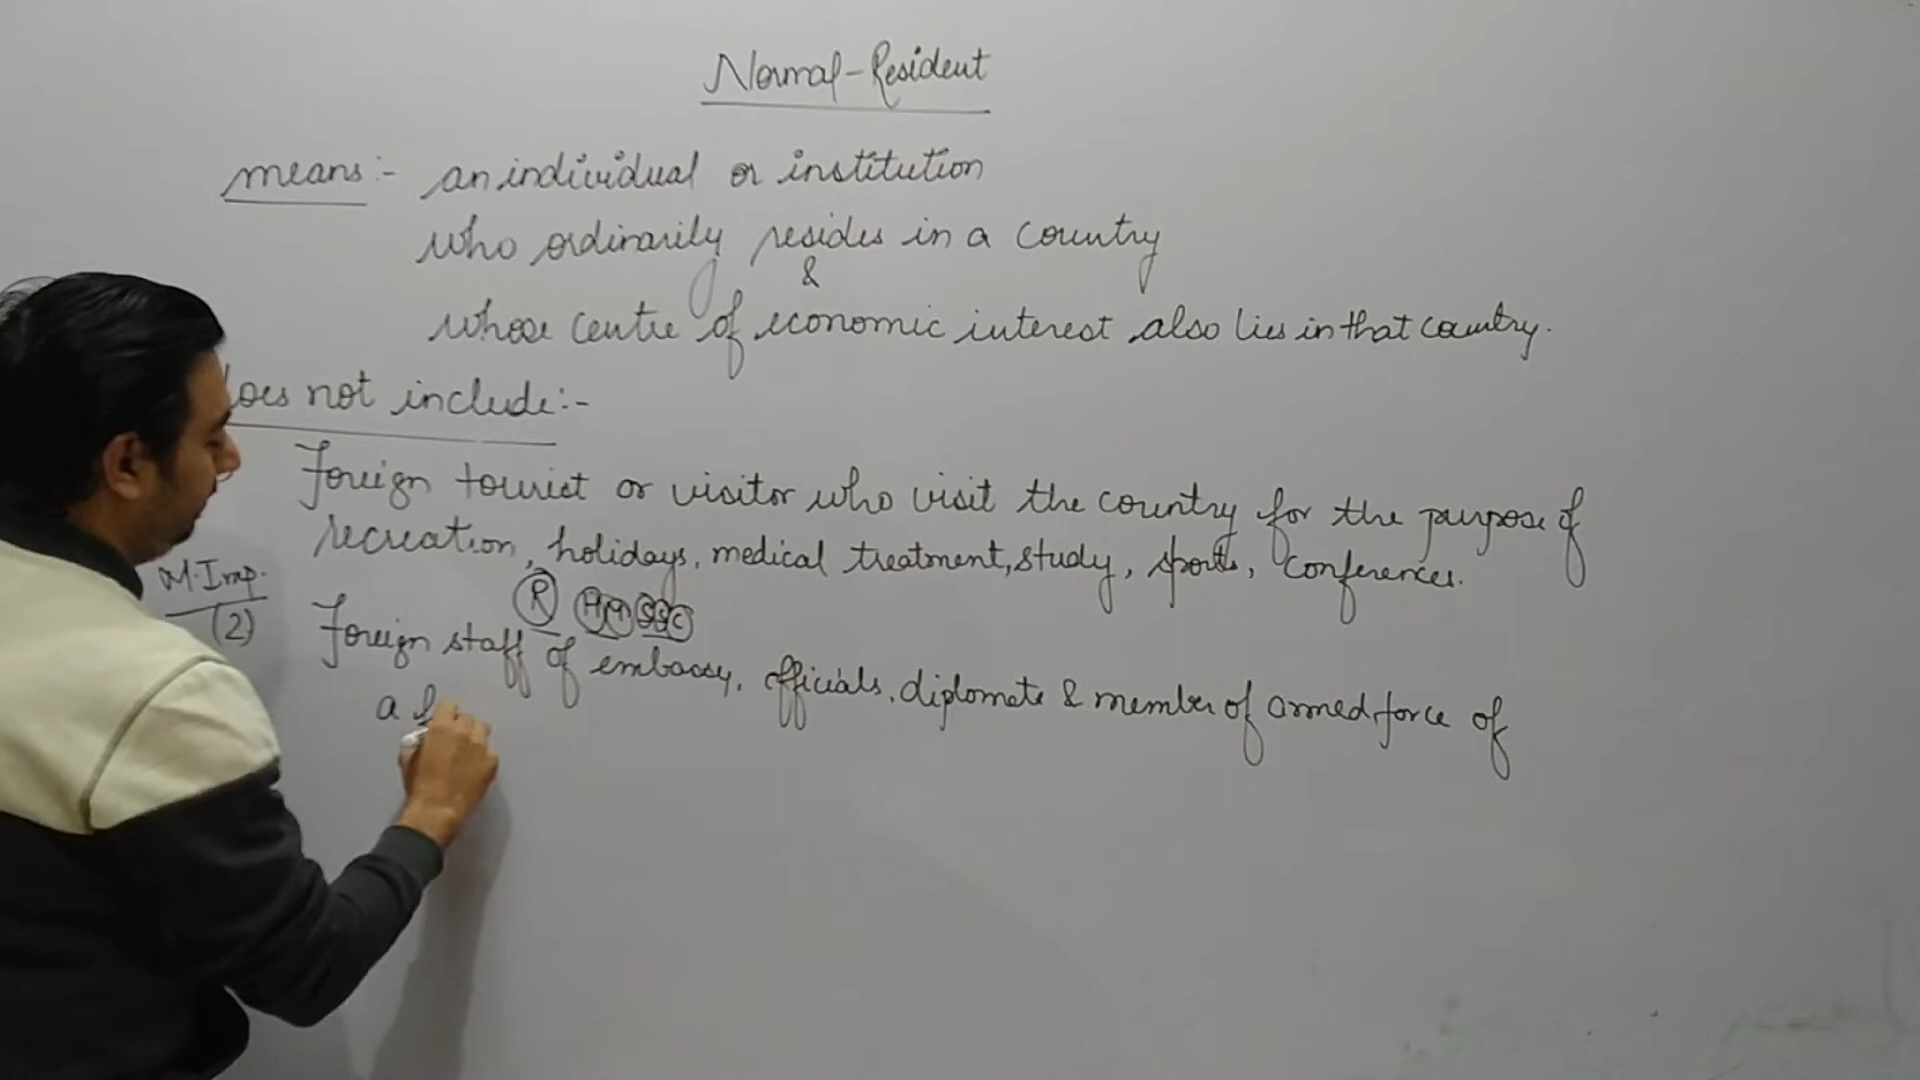 Normal-Resident
means:- an individual or institution
who ordinarily resides in a country
&
whose centre of economic interest also lies in that country.
oes not include:-
Foreign tourist or visitor who visit the country for the purpose of
recreation, holidays, medical treatment, study, sports, conferences.
M.Imp.
(2)
R H M S S C
Foreign staff of embassy, officials, diplomate & member of armed force of
a f